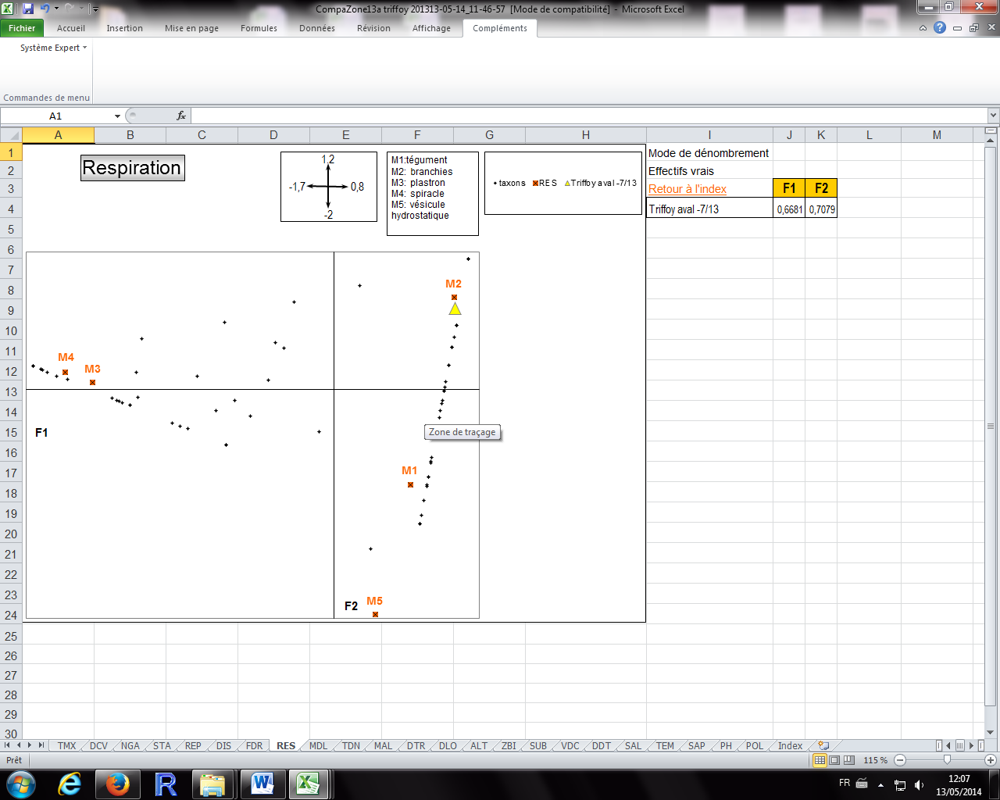 CompaZone13a triffoy 201313-05-14_11-46-57 [Mode de compatibilité] - Microsoft Excel
Fichier Accueil Insertion Mise en page Formules Données Révision Affichage Compléments
Système Expert
Commandes de menu
A1 fx
A B C D E F G H I J K L M
1 2 3 4 5 6 7 8 9 10 11 12 13 14 15 16 17 18 19 20 21 22 23 24 25 26 27 28 29 30
Respiration
1,2
-1,7 0,8
-2
M1:tégument
M2: branchies
M3: plastron
M4: spiracle
M5: vésicule
hydrostatique
taxons RES Triffoy aval -7/13
Mode de dénombrement
Effectifs vrais
Retour à l'index F1 F2
Triffoy aval -7/13 0,6681 0,7079
M2
M4
M3
F1
Zone de traçage
M1
F2 M5
TMX DCV NGA STA REP DIS FDR RES MDL TDN MAL DTR DLO ALT ZBI SUB VDC DDT SAL TEM SAP PH POL Index
Prêt 115 %
FR 12:07
13/05/2014